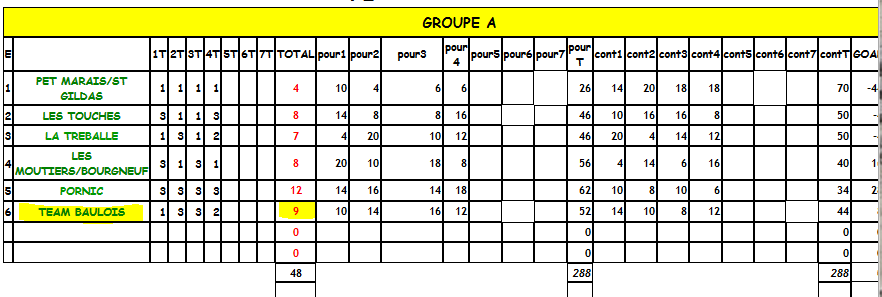 GROUPE A
E 1T 2T 3T 4T 5T 6T 7T TOTAL pour1 pour2 pour3 pour 4 pour5 pour6 pour7 pour T cont1 cont2 cont3 cont4 cont5 cont6 cont7 contT GOA
1 PET MARAIS/ST GILDAS 1 1 1 1 4 10 4 6 6 26 14 20 18 18 70 -4
2 LES TOUCHES 3 1 1 3 8 14 8 8 16 46 10 16 16 8 50 -
3 LA TREBALLE 1 3 1 2 7 4 20 10 12 46 20 4 14 12 50 -
4 LES MOUTIERS/BOURGNEUF 3 1 3 1 8 20 10 18 8 56 4 14 6 16 40 1
5 PORNIC 3 3 3 3 12 14 16 14 18 62 10 8 10 6 34 2
6 TEAM BAULOIS 1 3 3 2 9 10 14 16 12 52 14 10 8 12 44
0 0 0
0 0 0
48 288 288